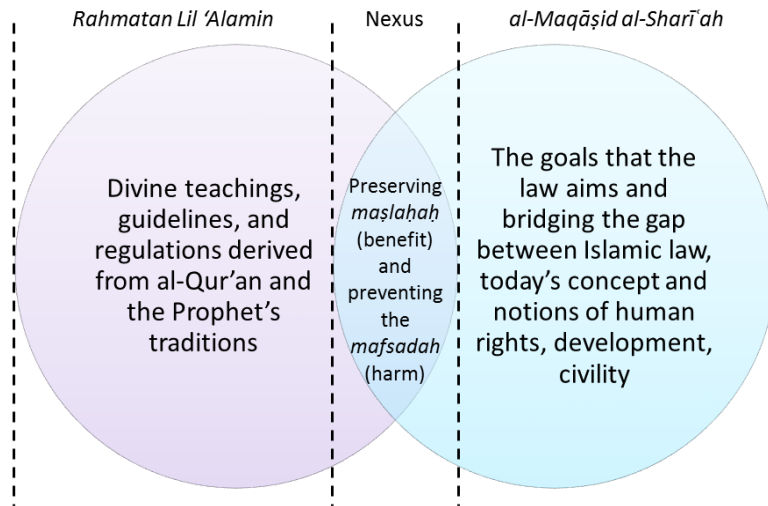 Rahmatan Lil ‘Alamin
Nexus
al-Maqāṣid al-Sharī‘ah
Divine teachings,
guidelines, and
regulations derived
from al-Qur’an and
the Prophet’s
traditions
Preserving
maṣlaḥaḥ
(benefit)
and
preventing
the
mafsadah
(harm)
The goals that the
law aims and
bridging the gap
between Islamic law,
today’s concept and
notions of human
rights, development,
civility